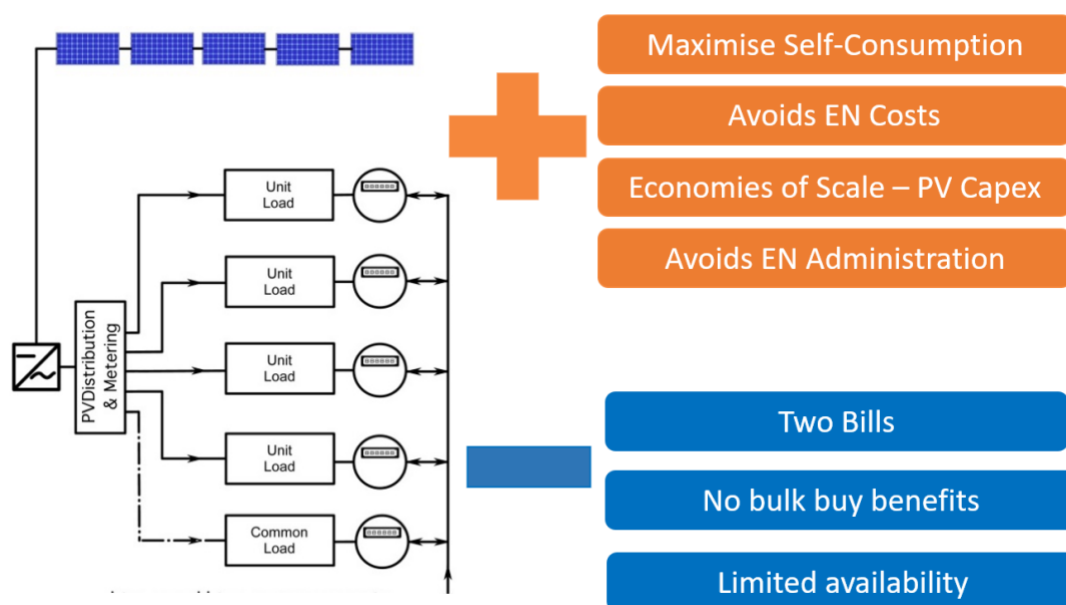 Maximise Self-Consumption
Avoids EN Costs
Economies of Scale – PV Capex
Avoids EN Administration
Unit
Load
Unit
Load
Unit
Load
Unit
Load
Common
Load
PVDistribution
& Metering
Two Bills
No bulk buy benefits
Limited availability